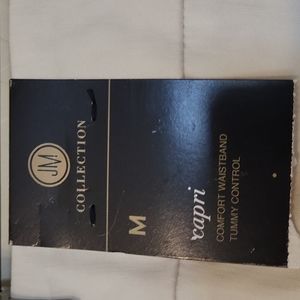 JM
COLLECTION
M
capri
COMFORT WAISTBAND
TUMMY CONTROL